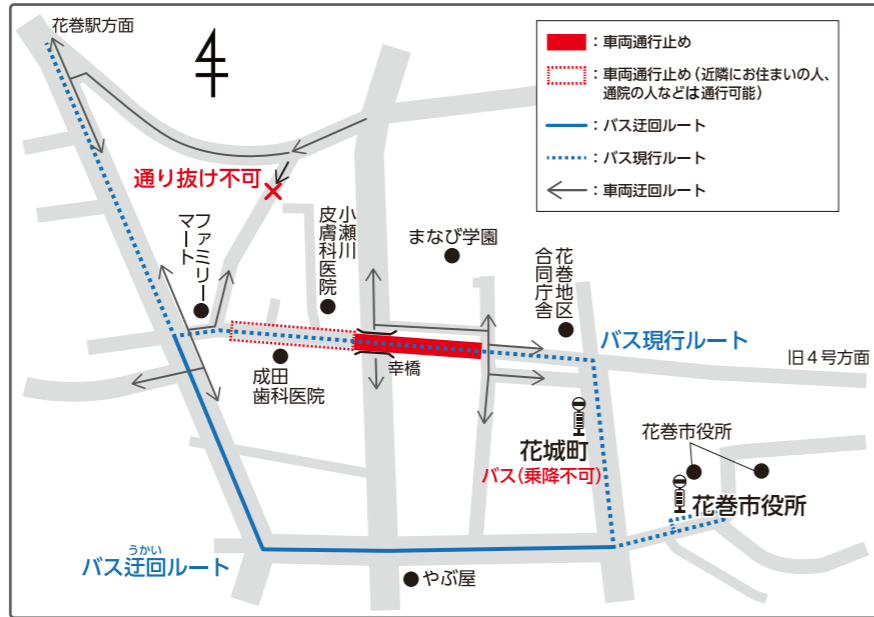 花巻駅方面
：車両通行止め
：車両通行止め（近隣にお住まいの人、
通院の人などは通行可能）
：バス迂回ルート
：バス現行ルート
：車両迂回ルート
通り抜け不可
ファミリー
マート
小瀬川
皮膚科医院
まなび学園
花巻地区
合同庁舎
バス現行ルート
旧4号方面
成田
歯科医院
幸橋
花城町
バス（乗降不可）
花巻市役所
花巻市役所
うかい
バス迂回ルート
やぶ屋